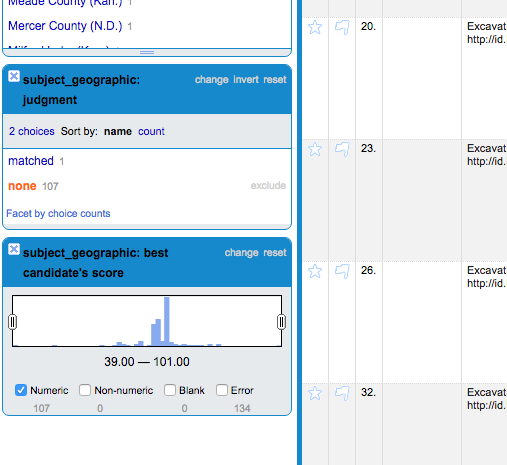 Meade County (Kan.) 1
Mercer County (N.D.) 1
subject_geographic: judgment
change invert reset
2 choices Sort by: name count
matched 1
none 107
exclude
Facet by choice counts
subject_geographic: best candidate's score
change reset
39.00 — 101.00
Numeric Non-numeric Blank Error
107 0 0 134
20. Excavat
http://id.
23. Excavat
http://id.
26. Excavat
http://id.
32. Excavat
http://id.